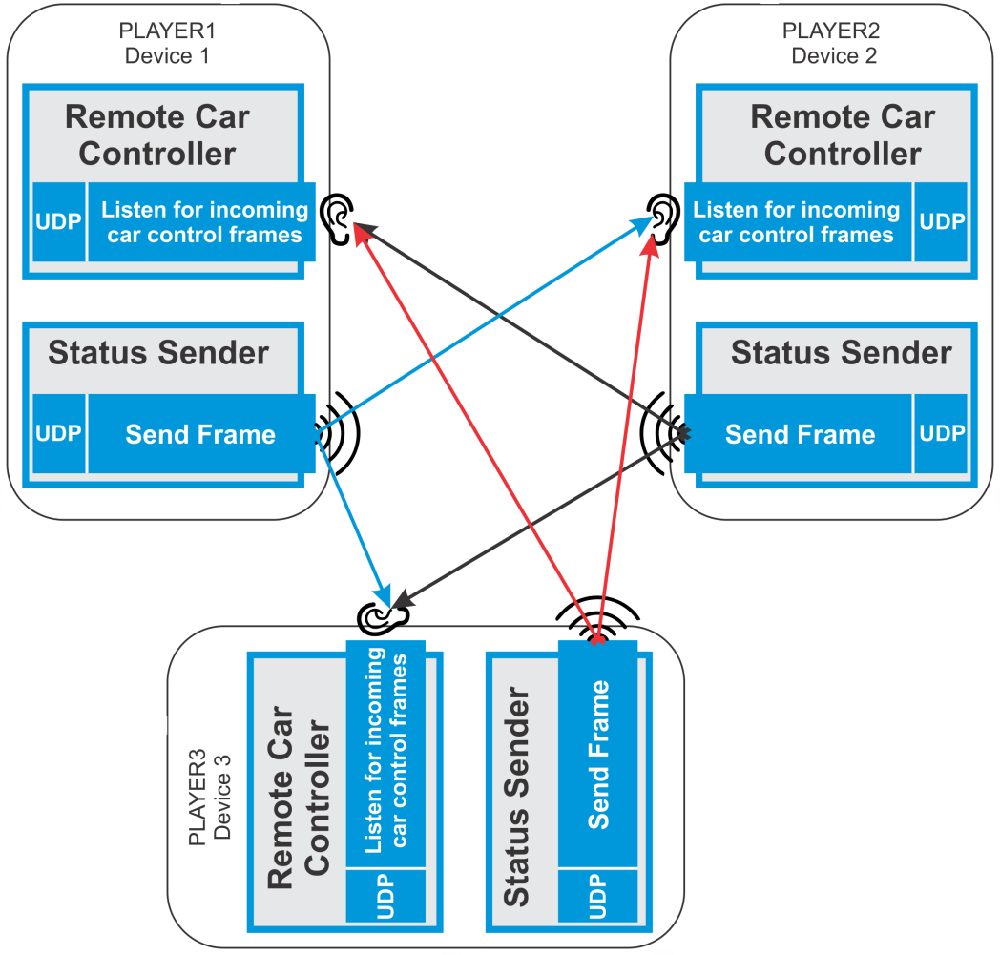 PLAYER1
Device 1
Remote Car
Controller
UDP
Listen for incoming
car control frames
Status Sender
UDP
Send Frame
PLAYER2
Device 2
Remote Car
Controller
Listen for incoming
car control frames
UDP
Status Sender
Send Frame
UDP
PLAYER3
Device 3
Remote Car
Controller
Listen for incoming
car control frames
UDP
Status Sender
Send Frame
UDP